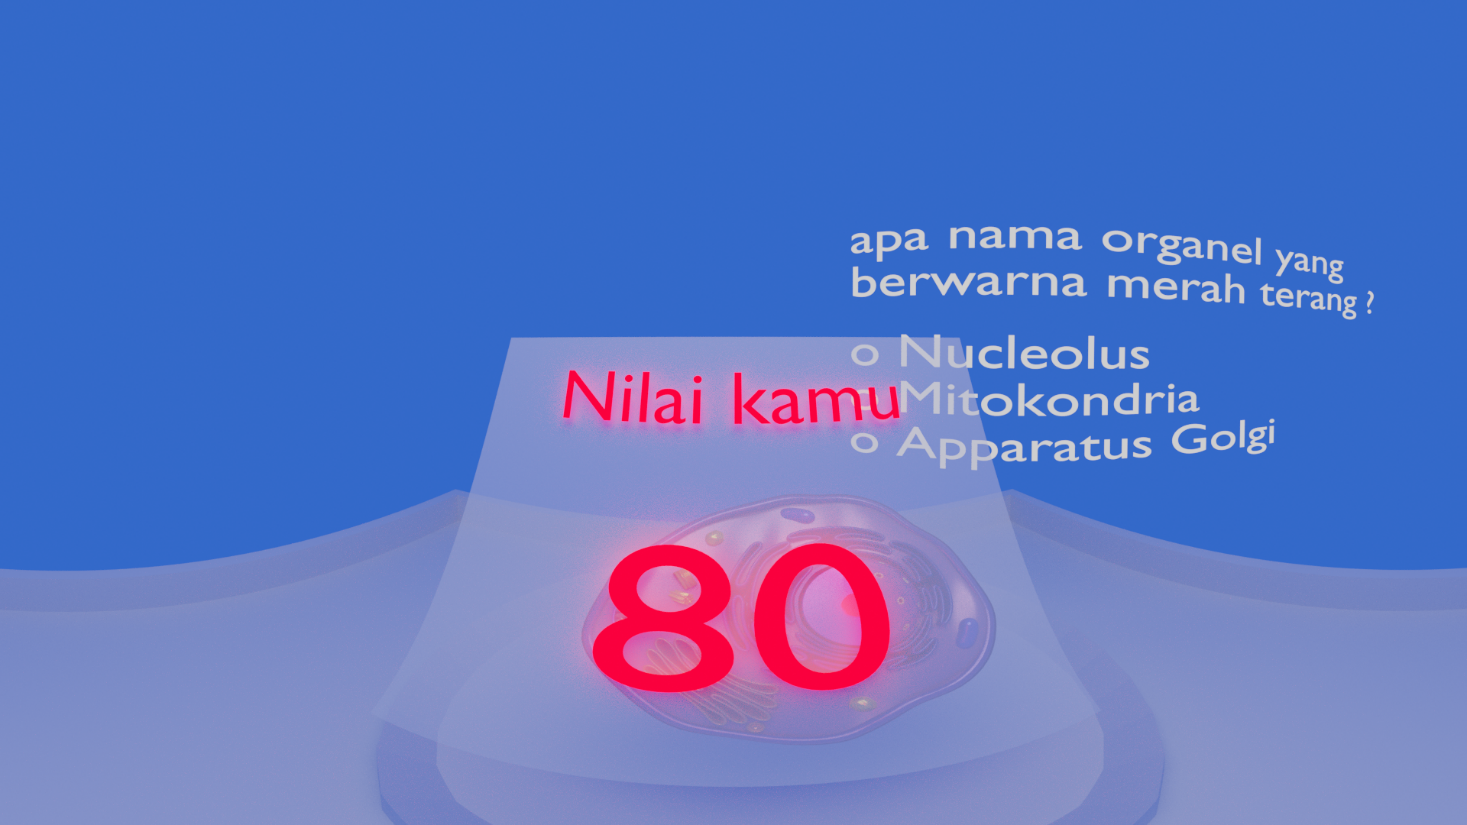 apa nama organel yang
berwarna merah terang ?
o Nucleolus
o Mitokondria
o Apparatus Golgi
Nilai kamu
80